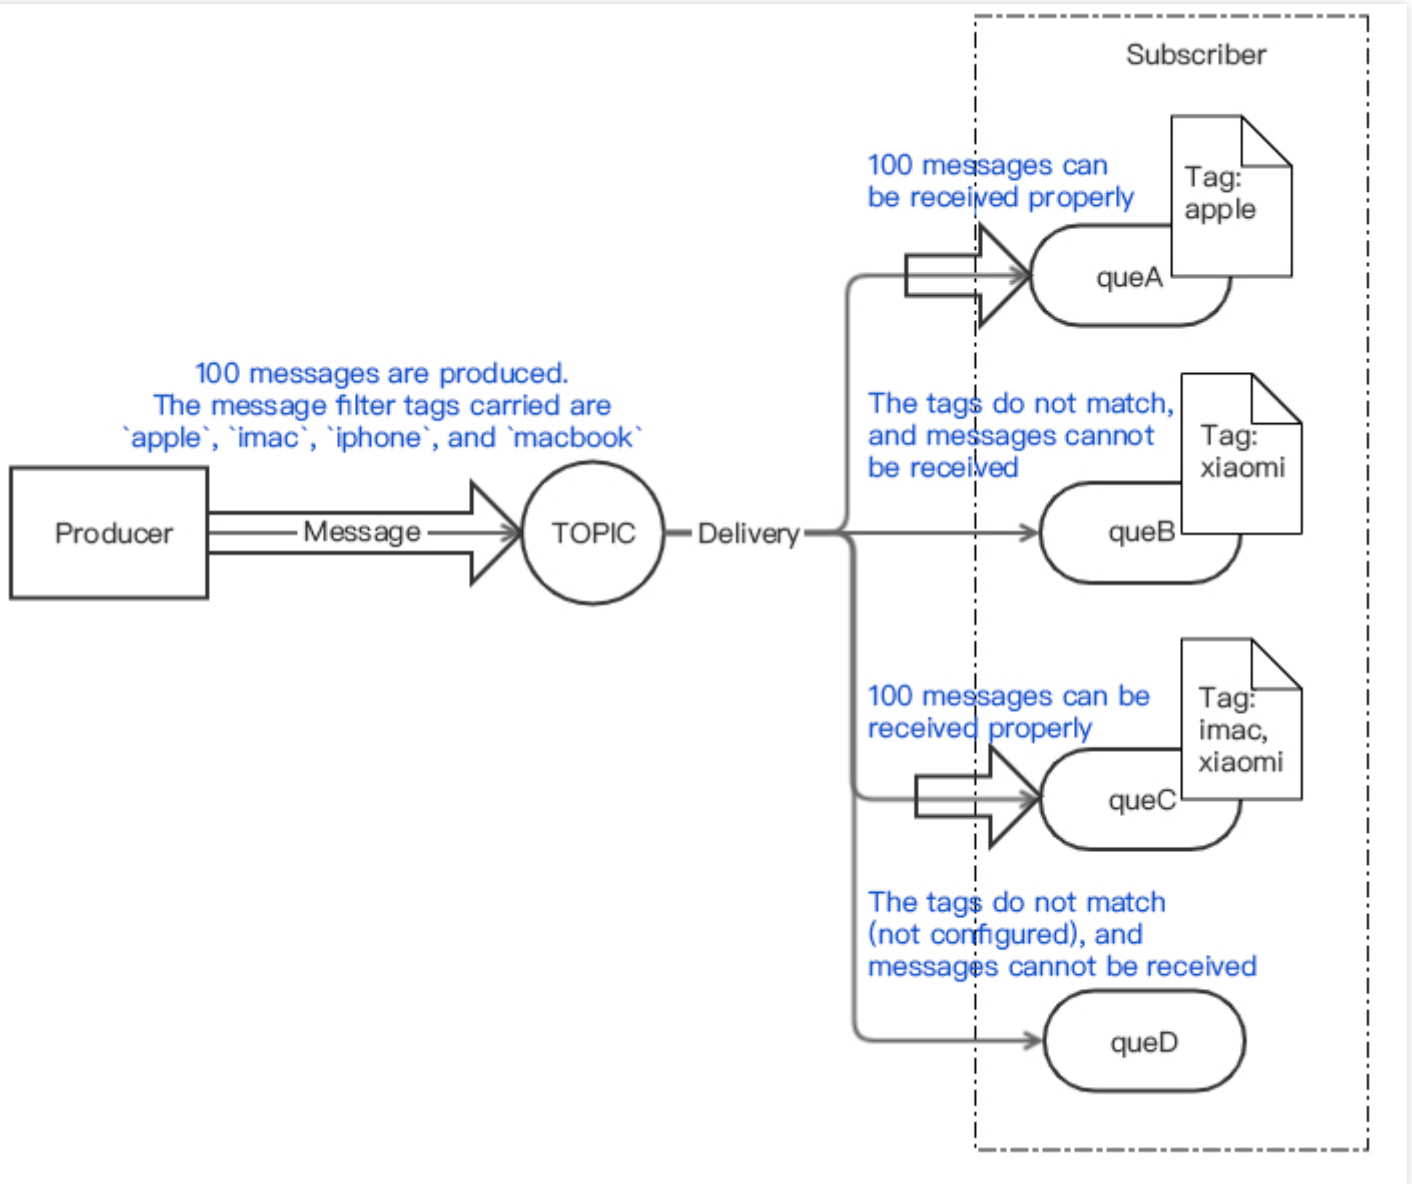 Subscriber
100 messages can
be received properly
Tag:
apple
queA
100 messages are produced.
The message filter tags carried are
`apple`, `imac`, `iphone`, and `macbook`
The tags do not match,
and messages cannot
be received
Tag:
xiaomi
Producer
Message
TOPIC
Delivery
queB
100 messages can be
received properly
Tag:
imac,
xiaomi
queC
The tags do not match
(not configured), and
messages cannot be received
queD